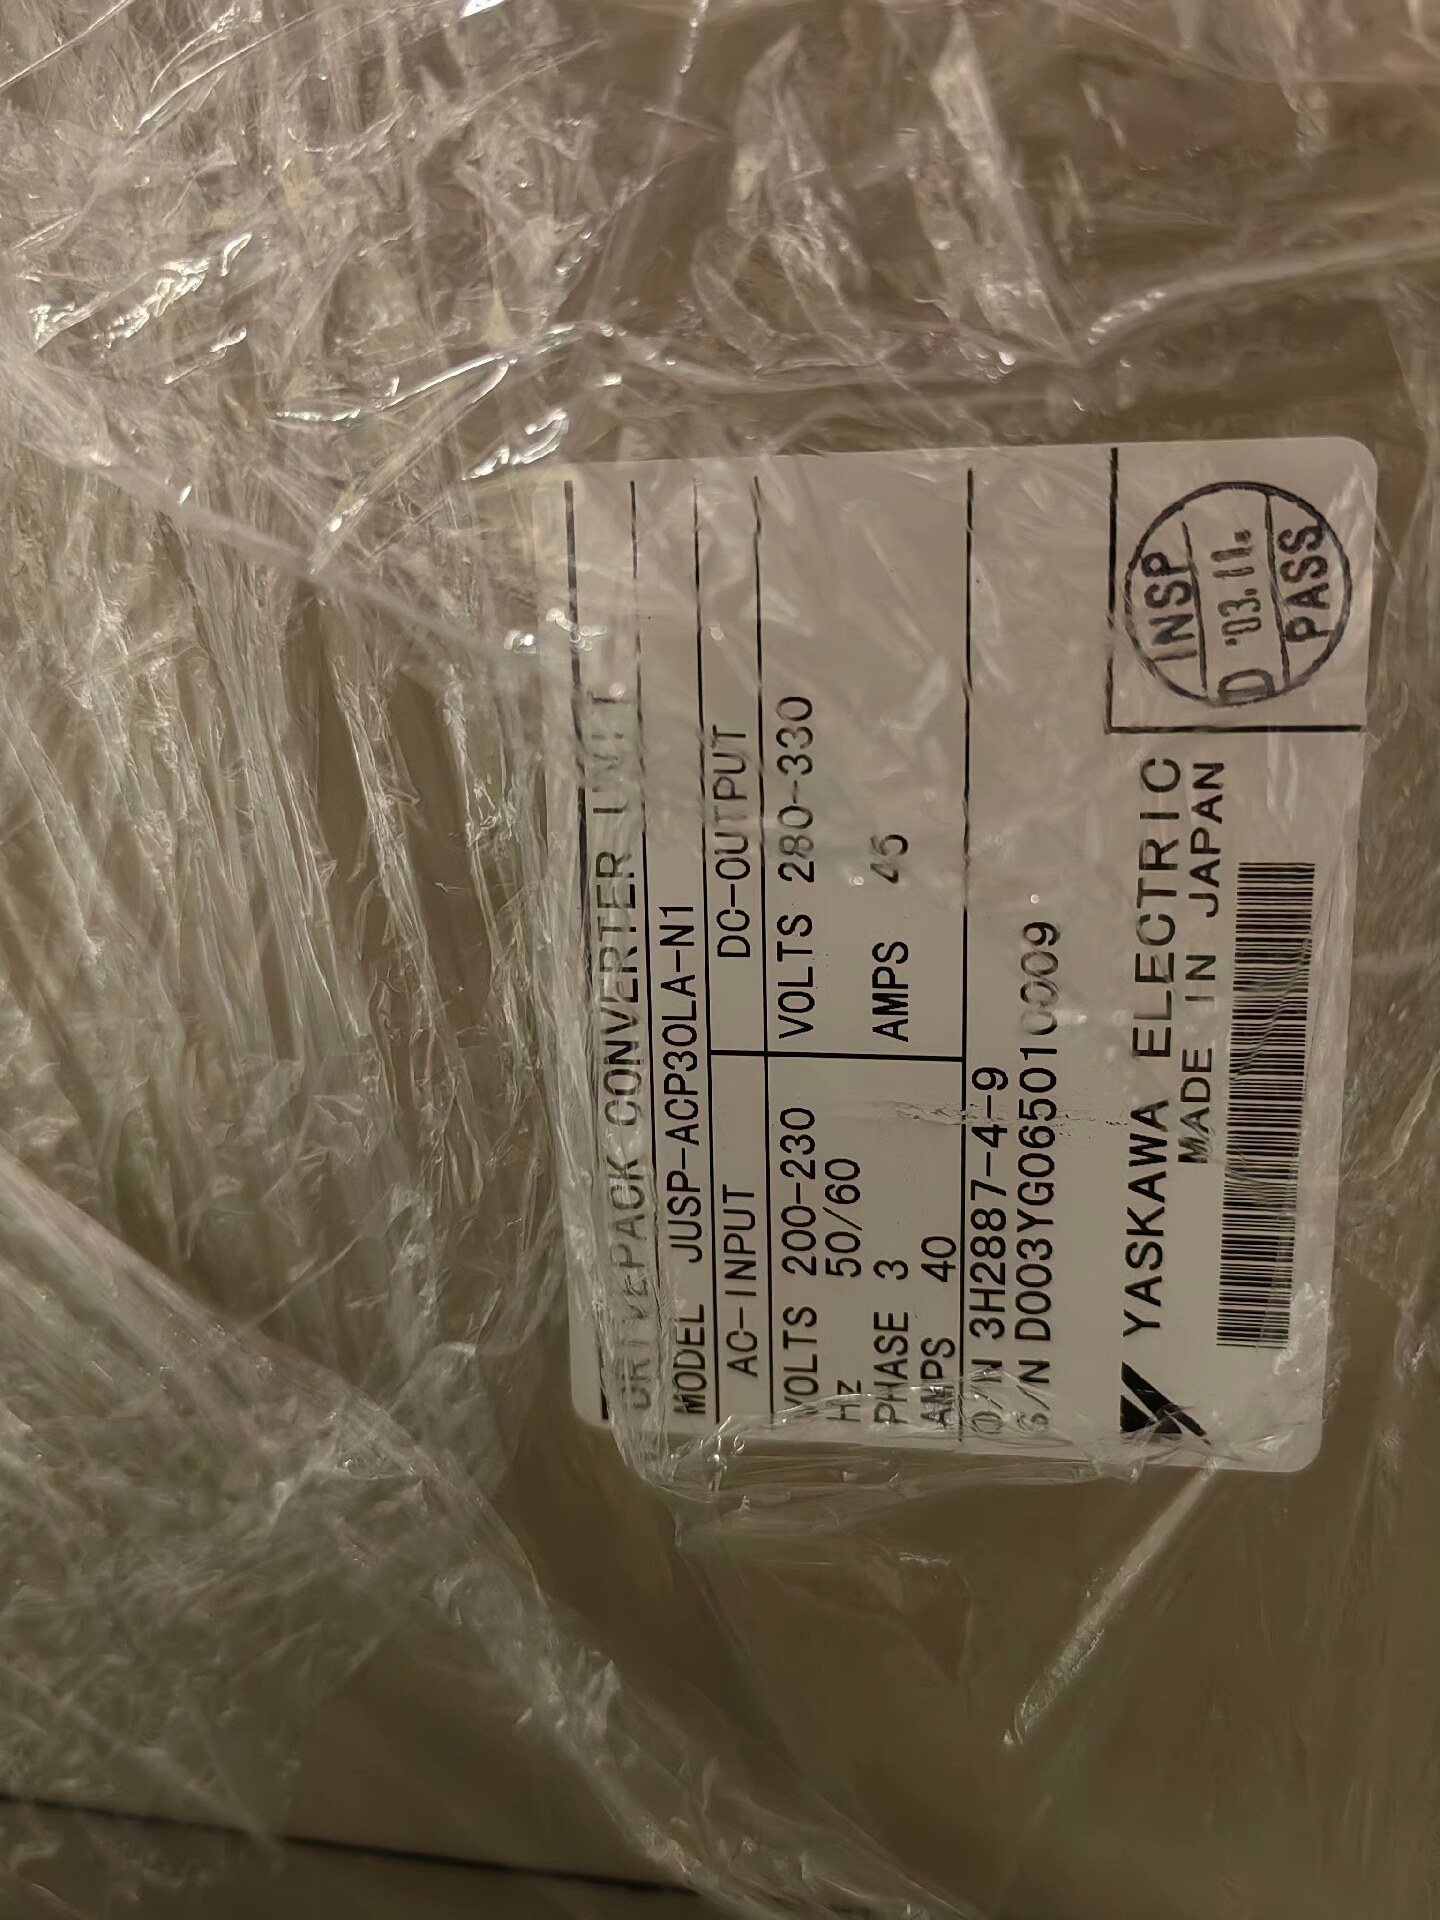 DRIVEPACK CONVERTER UNIT
MODEL JUSP-ACP30LA-N1
AC-INPUT DC-OUTPUT
VOLTS 200-230 VOLTS 280-330
Hz 50/60
PHASE 3 AMPS 45
AMPS 40
O/N 3H2887-4-9
S/N D003YG065010009
YASKAWA ELECTRIC
MADE IN JAPAN
INSP
D '03.11.
PASS